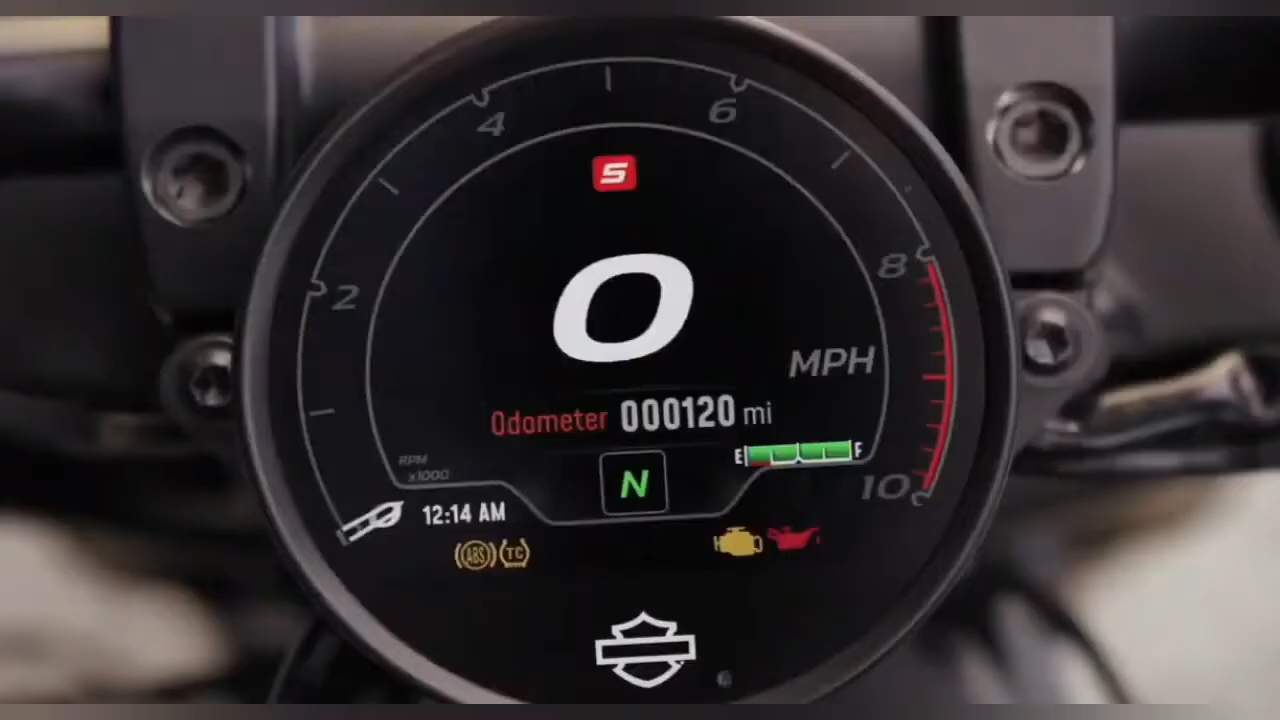 4
6
S
2
8
0
MPH
Odometer 000120 mi
E F
RPM
x1000
N
10
12:14 AM
ABS TC